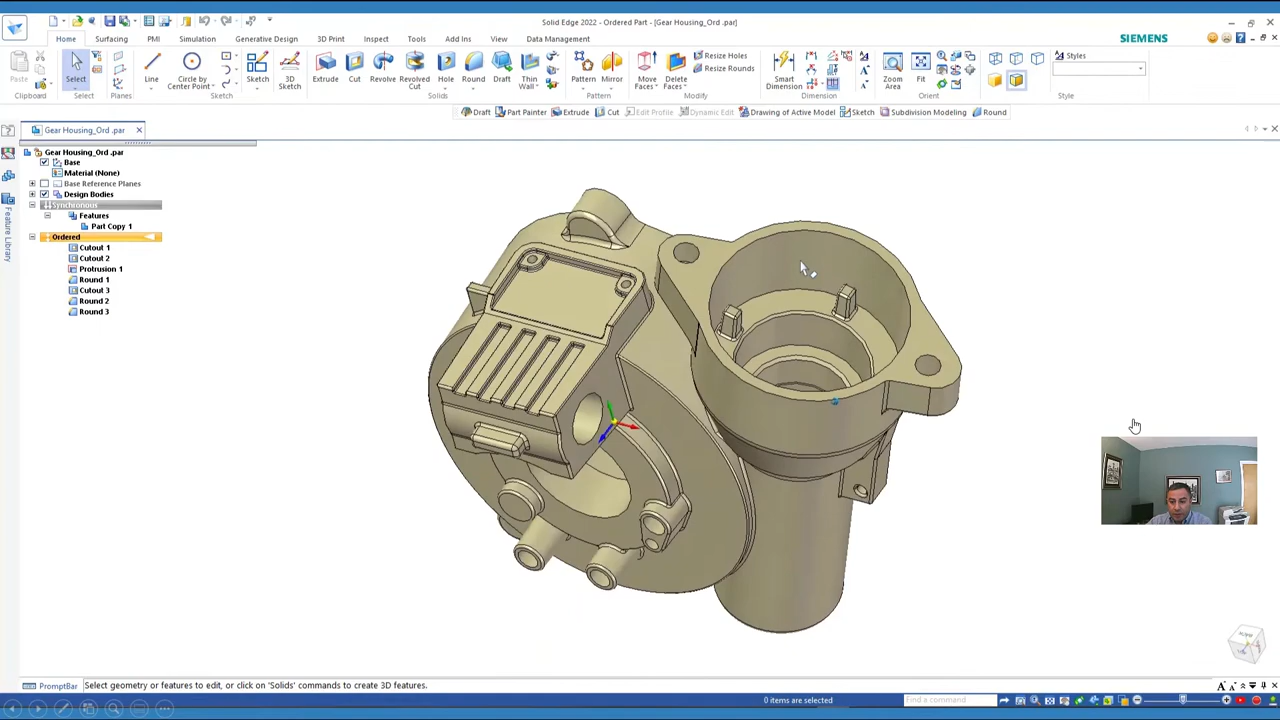 Solid Edge 2022 - Ordered Part - [Gear Housing_Ord .par]
Home Surfacing PMI Simulation Generative Design 3D Print Inspect Tools Add Ins View Data Management
SIEMENS
Paste
Select
Line
Circle by
Center Point
Sketch
3D
Sketch
Extrude
Cut
Revolve
Revolved
Cut
Hole
Round
Draft
Thin
Wall
Pattern
Mirror
Move
Faces
Delete
Faces
Resize Holes
Resize Rounds
Smart
Dimension
Zoom
Area
Fit
Styles
Clipboard Select Planes Sketch Solids Pattern Modify Dimension Orient Style
Draft Part Painter Extrude Cut Edit Profile Dynamic Edit Drawing of Active Model Sketch Subdivision Modeling Round
Gear Housing_Ord .par
Feature Library
Gear Housing_Ord .par
Base
Material (None)
Base Reference Planes
Design Bodies
Synchronous
Features
Part Copy 1
Ordered
Cutout 1
Cutout 2
Protrusion 1
Round 1
Cutout 3
Round 2
Round 3
PromptBar Select geometry or features to edit, or click on 'Solids' commands to create 3D features.
0 items are selected
Find a command